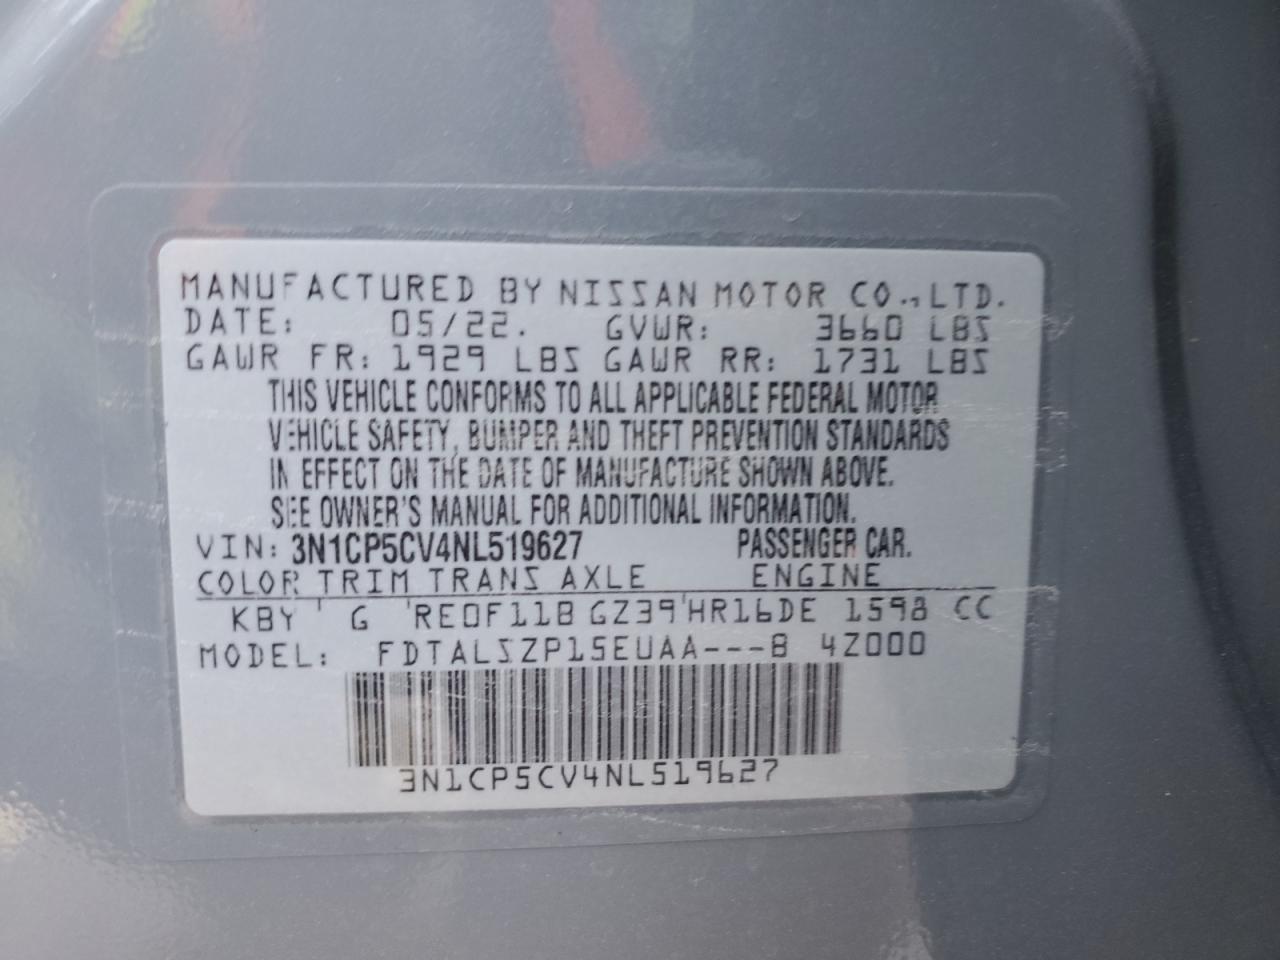 MANUFACTURED BY NISSAN MOTOR CO., LTD.
DATE: 05/22. GVWR: 3660 LBS
GAWR FR: 1929 LBS GAWR RR: 1731 LBS
THIS VEHICLE CONFORMS TO ALL APPLICABLE FEDERAL MOTOR
VEHICLE SAFETY, BUMPER AND THEFT PREVENTION STANDARDS
IN EFFECT ON THE DATE OF MANUFACTURE SHOWN ABOVE.
SEE OWNER'S MANUAL FOR ADDITIONAL INFORMATION.
VIN: 3N1CP5CV4NL519627 PASSENGER CAR.
COLOR TRIM TRANS AXLE ENGINE
KBY ' G 'RE0F11B GZ39'HR16DE 1598 CC
MODEL: FDTALSZP15EUAA---B 4Z000
3N1CP5CV4NL519627